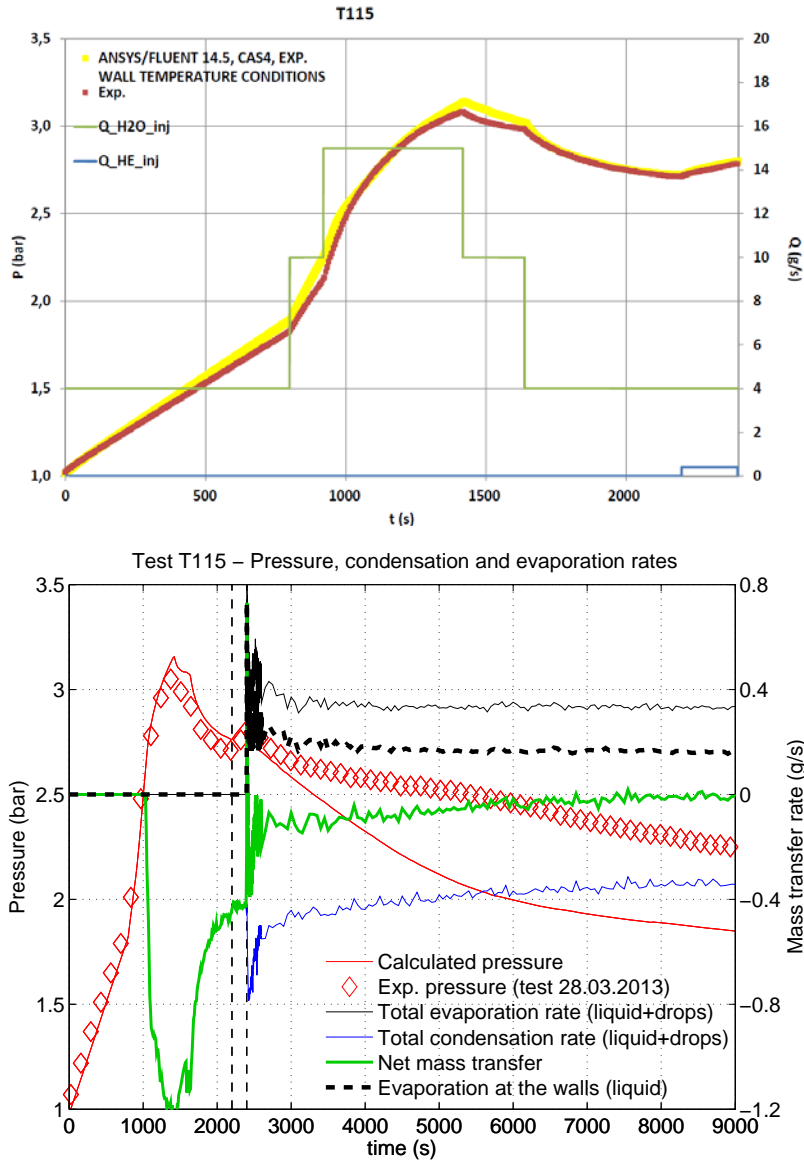 T115
3,5
3,0
2,5
2,0
1,5
1,0
P (bar)
ANSYS/FLUENT 14.5, CAS4, EXP.
WALL TEMPERATURE CONDITIONS
Exp.
Q_H2O_inj
Q_HE_inj
20
18
16
14
12
10
8
6
4
2
0
Q (g/s)
0
500
1000
1500
2000
t (s)
Test T115 – Pressure, condensation and evaporation rates
3.5
3
2.5
2
1.5
1
Pressure (bar)
0.8
0.4
0
−0.4
−0.8
−1.2
Mass transfer rate (g/s)
Calculated pressure
Exp. pressure (test 28.03.2013)
Total evaporation rate (liquid+drops)
Total condensation rate (liquid+drops)
Net mass transfer
Evaporation at the walls (liquid)
0 1000 2000 3000 4000 5000 6000 7000 8000 9000
time (s)